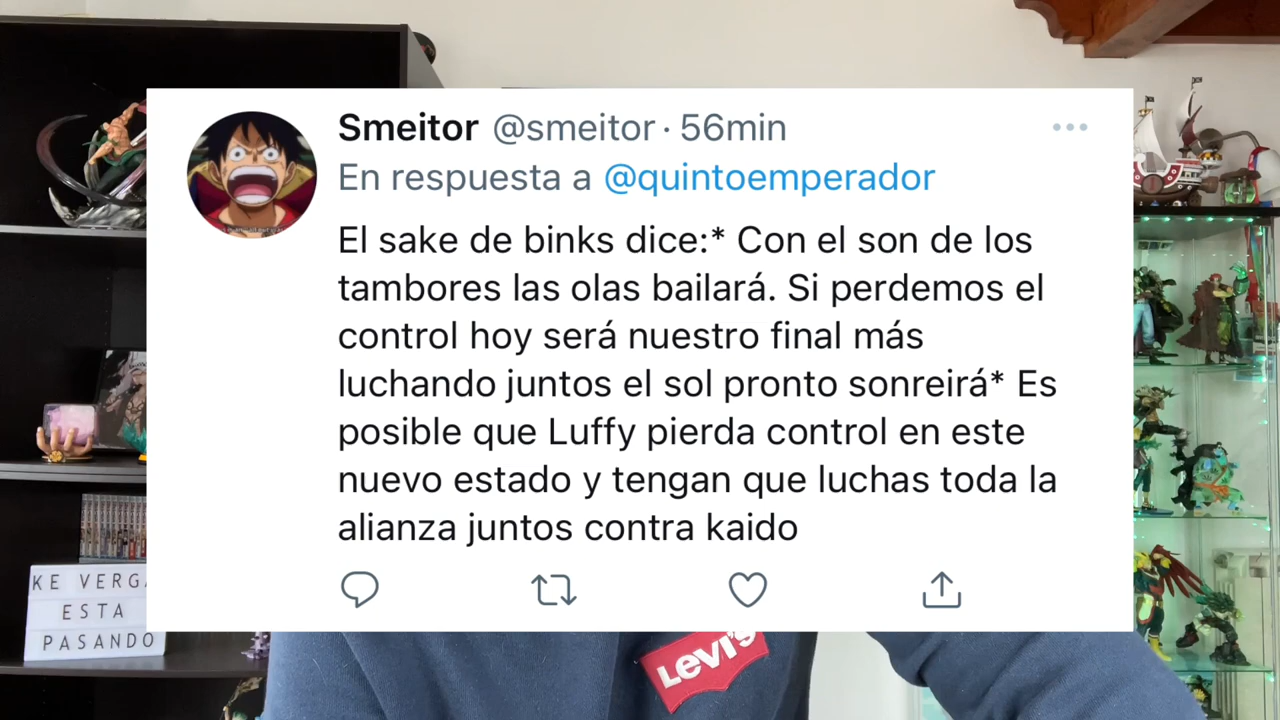 Smeitor @smeitor · 56min
En respuesta a @quintoemperador
El sake de binks dice:* Con el son de los
tambores las olas bailará. Si perdemos el
control hoy será nuestro final más
luchando juntos el sol pronto sonreirá* Es
posible que Luffy pierda control en este
nuevo estado y tengan que luchas toda la
alianza juntos contra kaido
KE VERGA
ESTA
PASANDO
Levi's